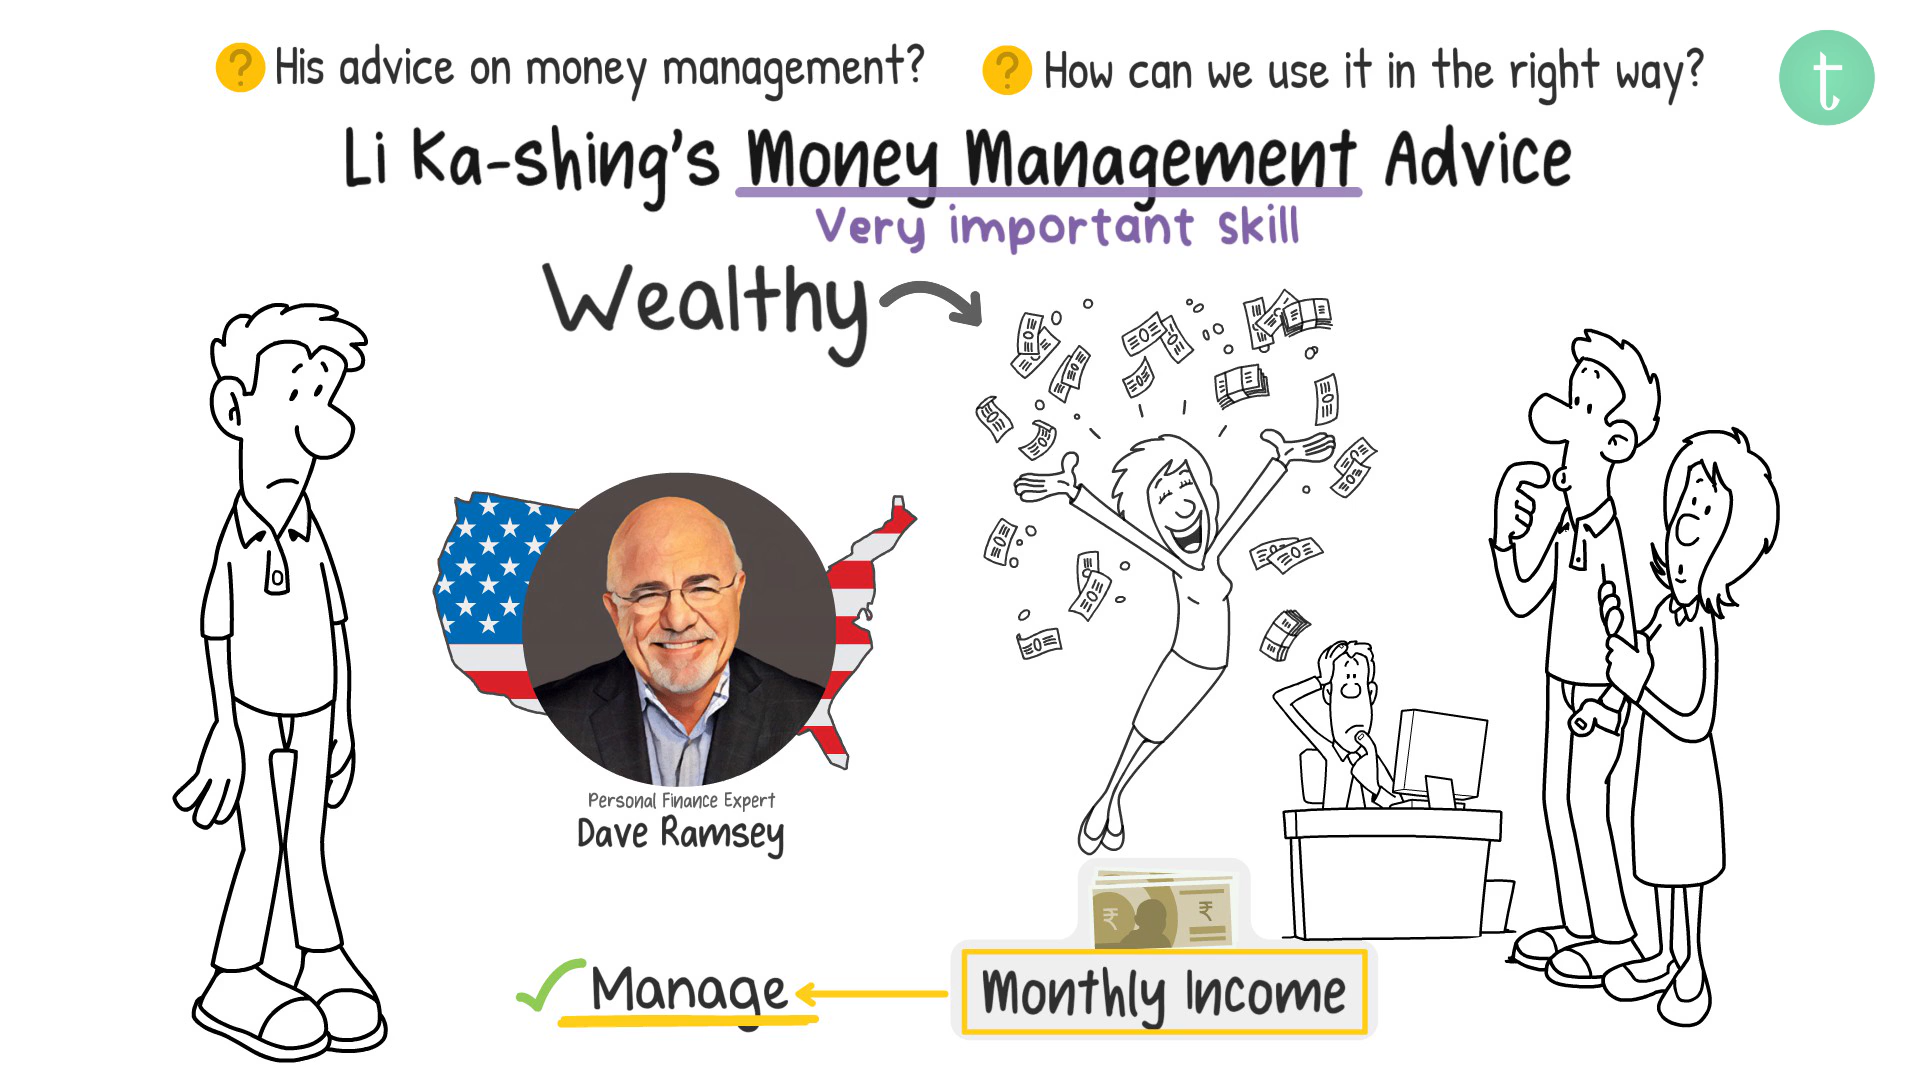 His advice on money management?
How can we use it in the right way?
t
Li Ka-shing's Money Management Advice
Very important skill
Wealthy
Personal Finance Expert
Dave Ramsey
₹ ₹
Manage
Monthly Income